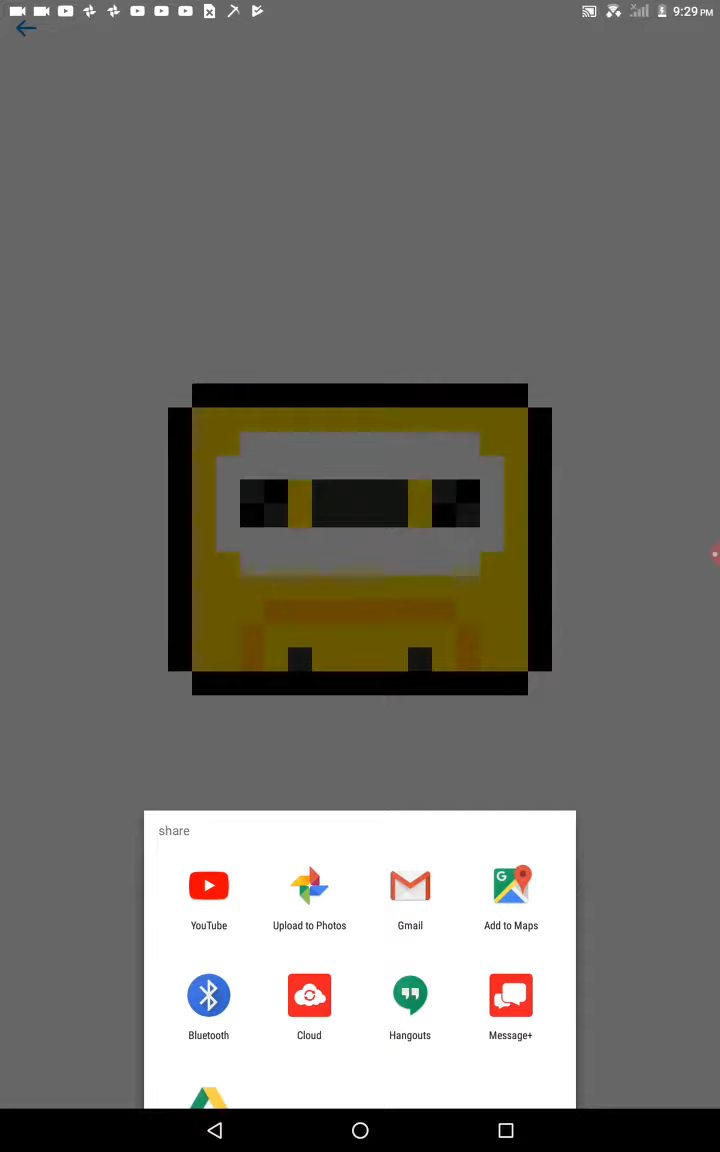 9:29 PM
share
YouTube
Upload to Photos
Gmail
Add to Maps
Bluetooth
Cloud
Hangouts
Message+